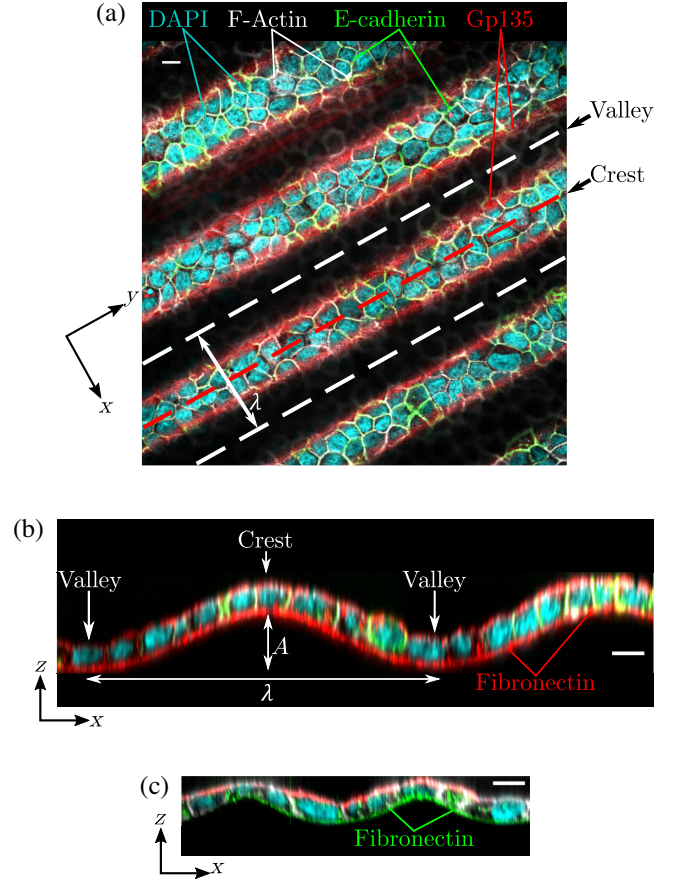 (a)
DAPI F-Actin E-cadherin Gp135
Valley
Crest
y
x
λ
(b)
Crest
Valley Valley
A
λ
Fibronectin
z
x
(c)
Fibronectin
z
x